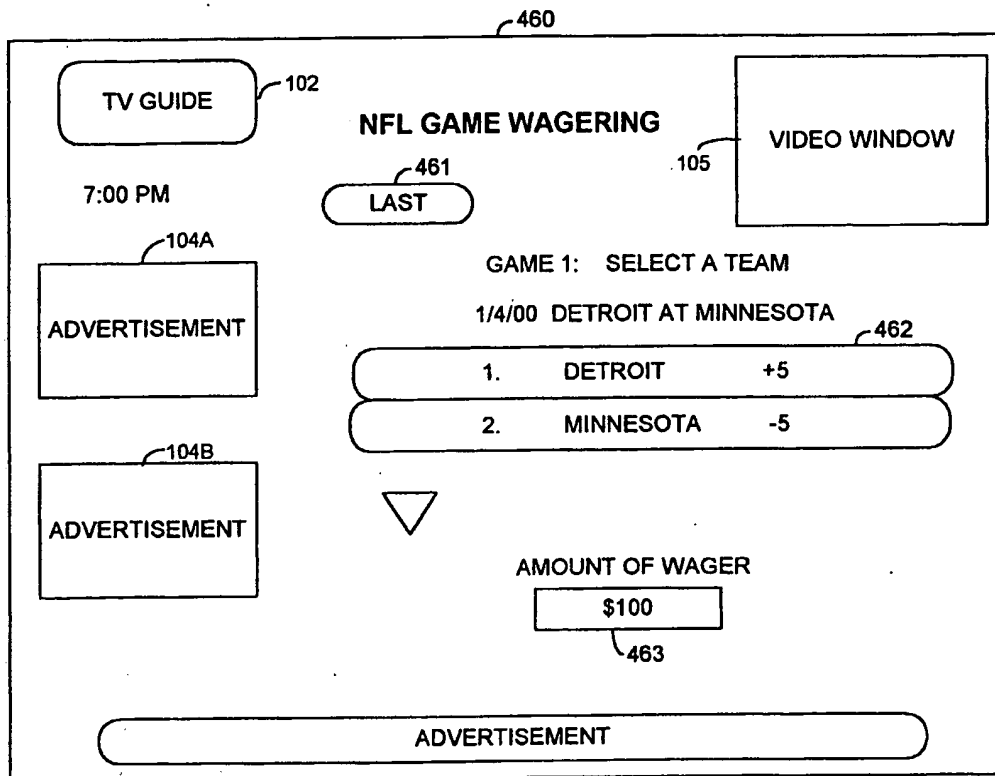 460
TV GUIDE
102
NFL GAME WAGERING
VIDEO WINDOW
105
461
7:00 PM
LAST
104A
ADVERTISEMENT
GAME 1: SELECT A TEAM
1/4/00 DETROIT AT MINNESOTA
462
1. DETROIT +5
2. MINNESOTA -5
104B
ADVERTISEMENT
AMOUNT OF WAGER
$100
463
ADVERTISEMENT